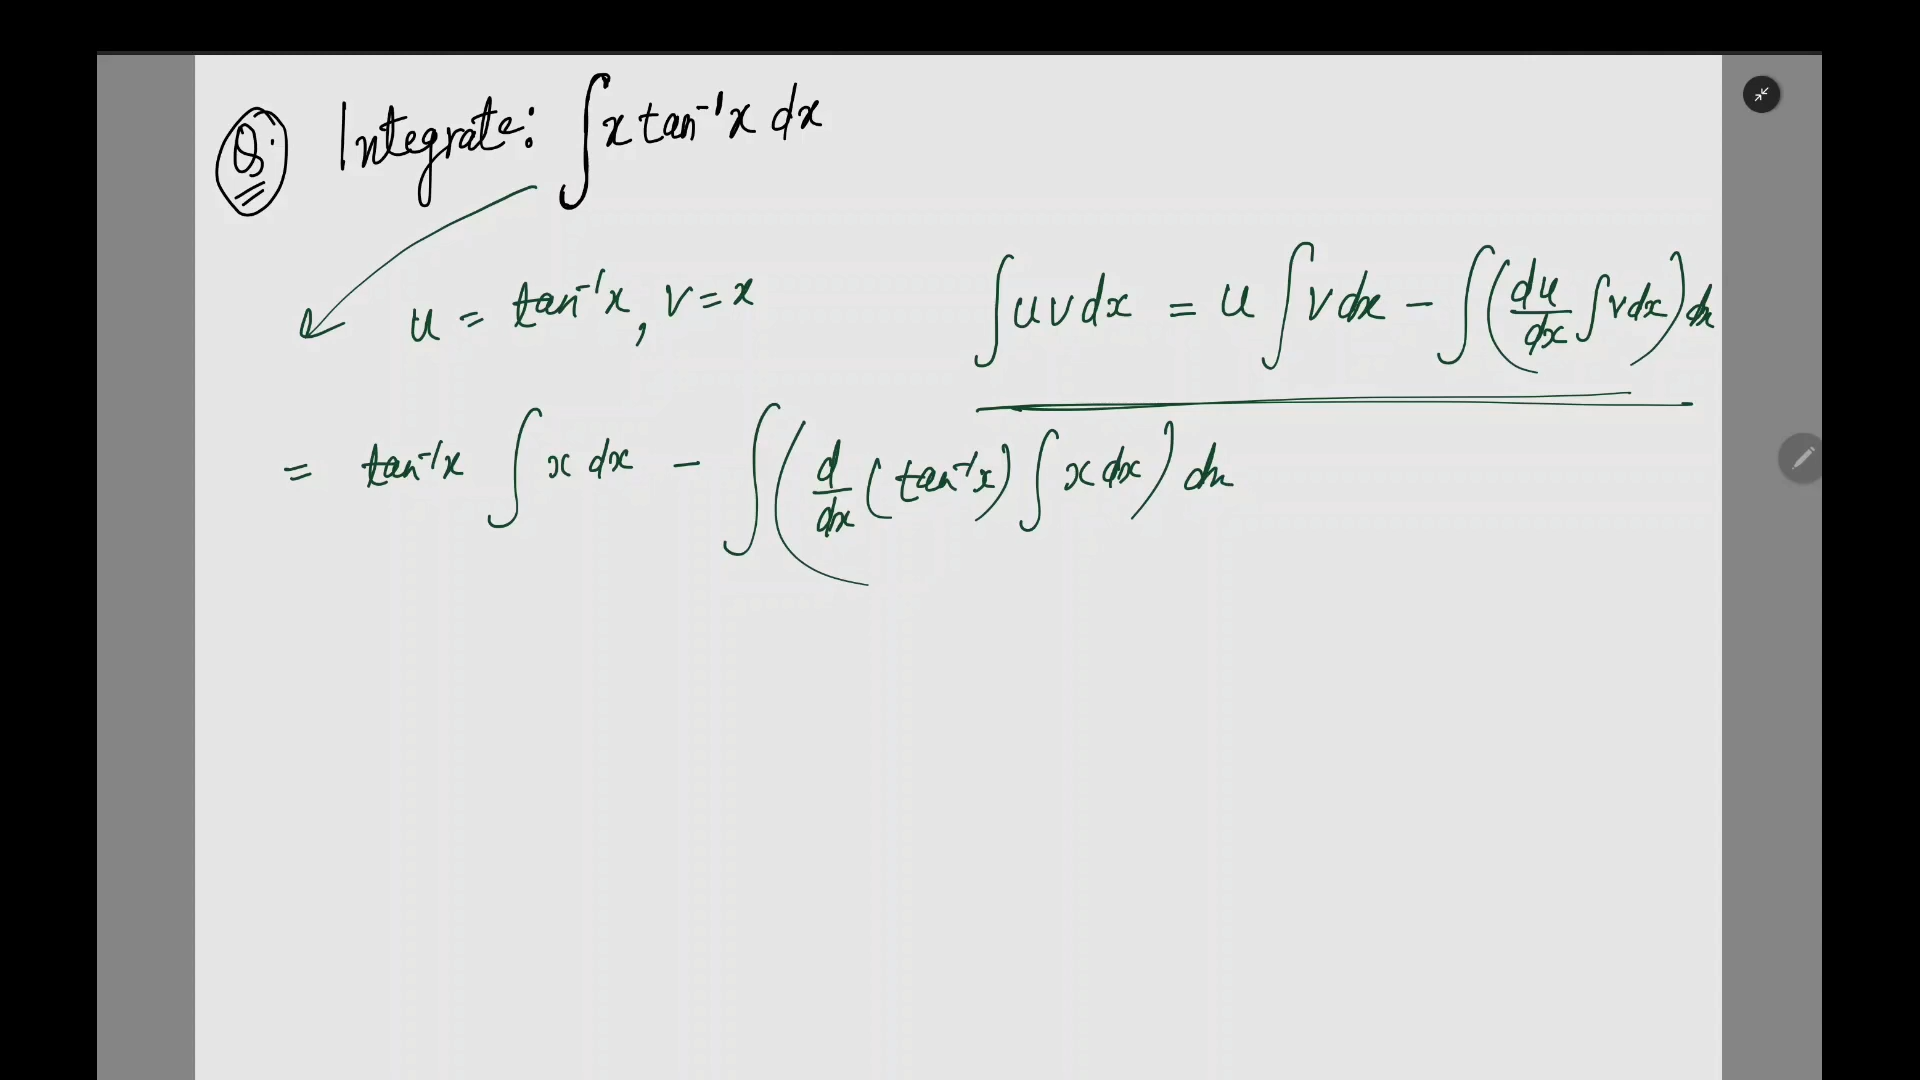 Q. Integrate: ∫ x tan⁻¹x dx
u = tan⁻¹x, v = x
∫ u v dx = u ∫ v dx − ∫ (du/dx ∫ v dx) dx
= tan⁻¹x ∫ x dx − ∫ (d/dx (tan⁻¹x) ∫ x dx) dx